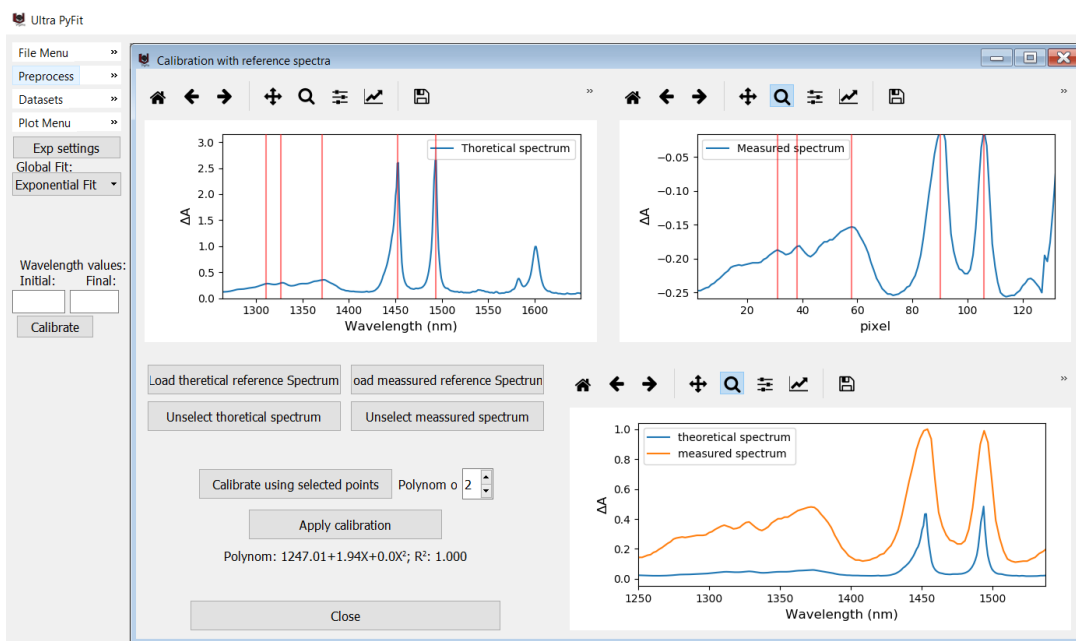 Ultra PyFit
File Menu »
Preprocess »
Datasets »
Plot Menu »
Exp settings
Global Fit:
Exponential Fit
Wavelength values:
Initial: Final:
Calibrate
Calibration with reference spectra
»
3.0
2.5
2.0
1.5
1.0
0.5
0.0
ΔA
Thoretical spectrum
1300 1350 1400 1450 1500 1550 1600
Wavelength (nm)
»
−0.05
−0.10
−0.15
−0.20
−0.25
ΔA
Measured spectrum
20 40 60 80 100 120
pixel
Load theretical reference Spectrum
oad meassured reference Spectrun
Unselect thoretical spectrum
Unselect meassured spectrum
Calibrate using selected points
Polynom o 2
Apply calibration
Polynom: 1247.01+1.94X+0.0X²; R²: 1.000
Close
»
1.0
0.8
0.6
0.4
0.2
0.0
ΔA
theoretical spectrum
measured spectrum
1250 1300 1350 1400 1450 1500
Wavelength (nm)